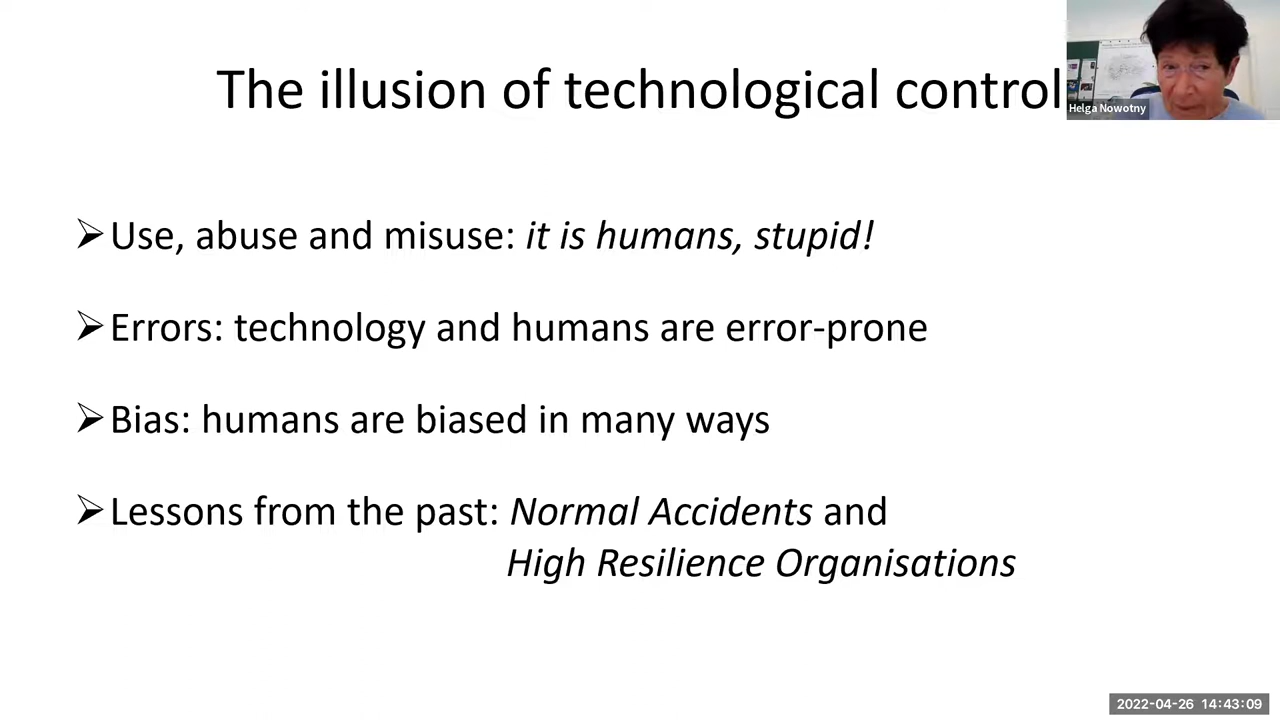 The illusion of technological control
Helga Nowotny
➢Use, abuse and misuse: it is humans, stupid!
➢Errors: technology and humans are error-prone
➢Bias: humans are biased in many ways
➢Lessons from the past: Normal Accidents and
High Resilience Organisations
2022-04-26 14:43:09